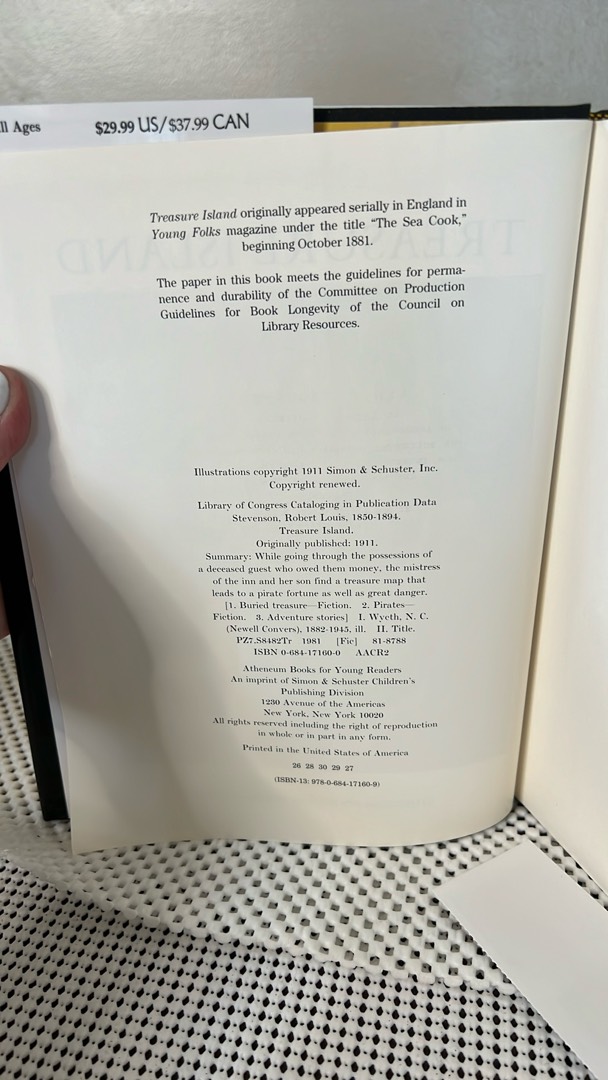 ll Ages $29.99 US/$37.99 CAN
Treasure Island originally appeared serially in England in
Young Folks magazine under the title “The Sea Cook,”
beginning October 1881.
The paper in this book meets the guidelines for perma-
nence and durability of the Committee on Production
Guidelines for Book Longevity of the Council on
Library Resources.
Illustrations copyright 1911 Simon & Schuster, Inc.
Copyright renewed.
Library of Congress Cataloging in Publication Data
Stevenson, Robert Louis, 1850-1894.
Treasure Island.
Originally published: 1911.
Summary: While going through the possessions of
a deceased guest who owed them money, the mistress
of the inn and her son find a treasure map that
leads to a pirate fortune as well as great danger.
[1. Buried treasure—Fiction. 2. Pirates—
Fiction. 3. Adventure stories] I. Wyeth, N. C.
(Newell Convers), 1882-1945, ill. II. Title.
PZ7.S8482Tr 1981 [Fic] 81-8788
ISBN 0-684-17160-0 AACR2
Atheneum Books for Young Readers
An imprint of Simon & Schuster Children's
Publishing Division
1230 Avenue of the Americas
New York, New York 10020
All rights reserved including the right of reproduction
in whole or in part in any form.
Printed in the United States of America
26 28 30 29 27
(ISBN-13: 978-0-684-17160-9)
TREASURE ISLAND